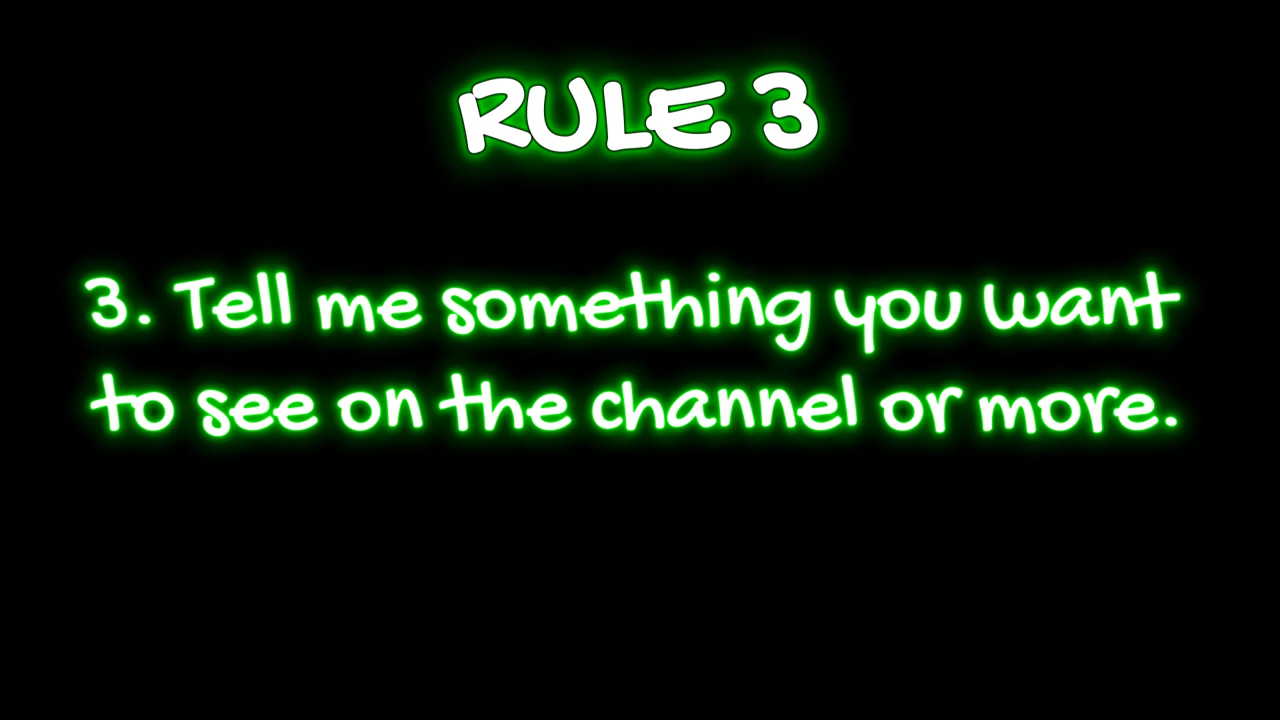 RULE 3
3. Tell me something you want
to see on the channel or more.